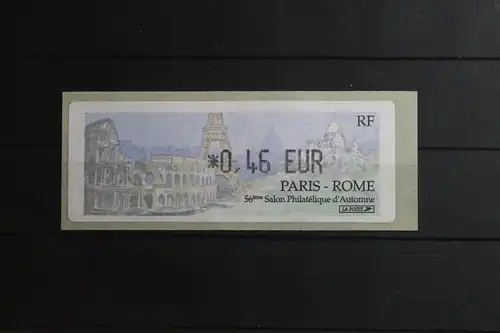 RF
*0,46 EUR
PARIS - ROME
56ème Salon Philatélique d'Automne
LA POSTE